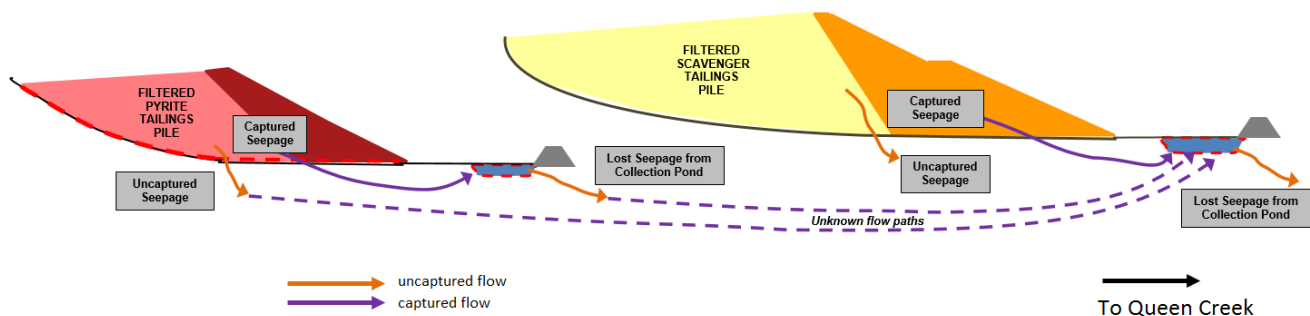 FILTERED
PYRITE
TAILINGS
PILE
Captured
Seepage
Uncaptured
Seepage
Lost Seepage from
Collection Pond
FILTERED
SCAVENGER
TAILINGS
PILE
Captured
Seepage
Uncaptured
Seepage
Lost Seepage from
Collection Pond
Unknown flow paths
uncaptured flow
captured flow
To Queen Creek